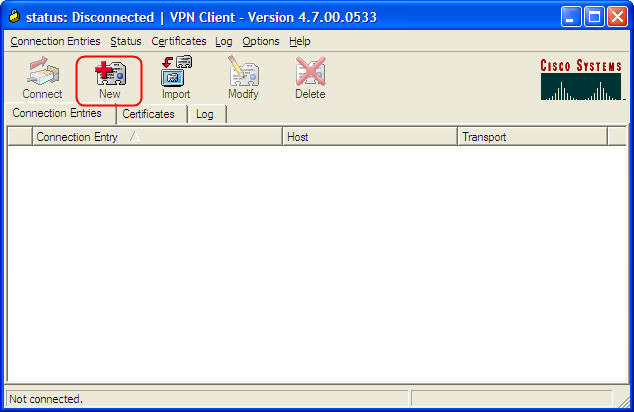 status: Disconnected | VPN Client - Version 4.7.00.0533
Connection Entries Status Certificates Log Options Help
Connect New Import Modify Delete
CISCO SYSTEMS
Connection Entries Certificates Log
Connection Entry Host Transport
Not connected.